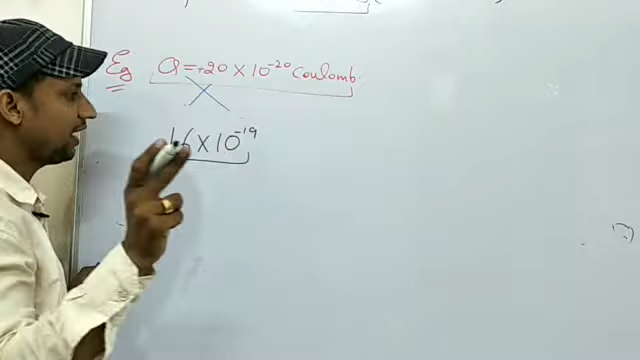 Eg Q = +20 × 10⁻²⁰ Coulomb.
1.6 × 10⁻¹⁹